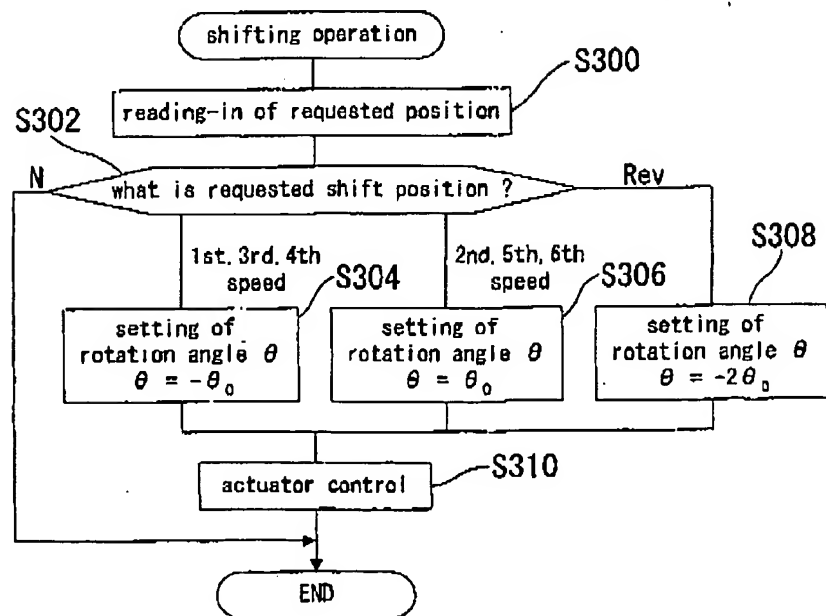 shifting operation
S300
reading-in of requested position
S302
N
what is requested shift position ?
Rev
1st, 3rd, 4th
speed
S304
2nd, 5th, 6th
speed
S306
S308
setting of
rotation angle θ
θ = -θ₀
setting of
rotation angle θ
θ = θ₀
setting of
rotation angle θ
θ = -2θ₀
S310
actuator control
END